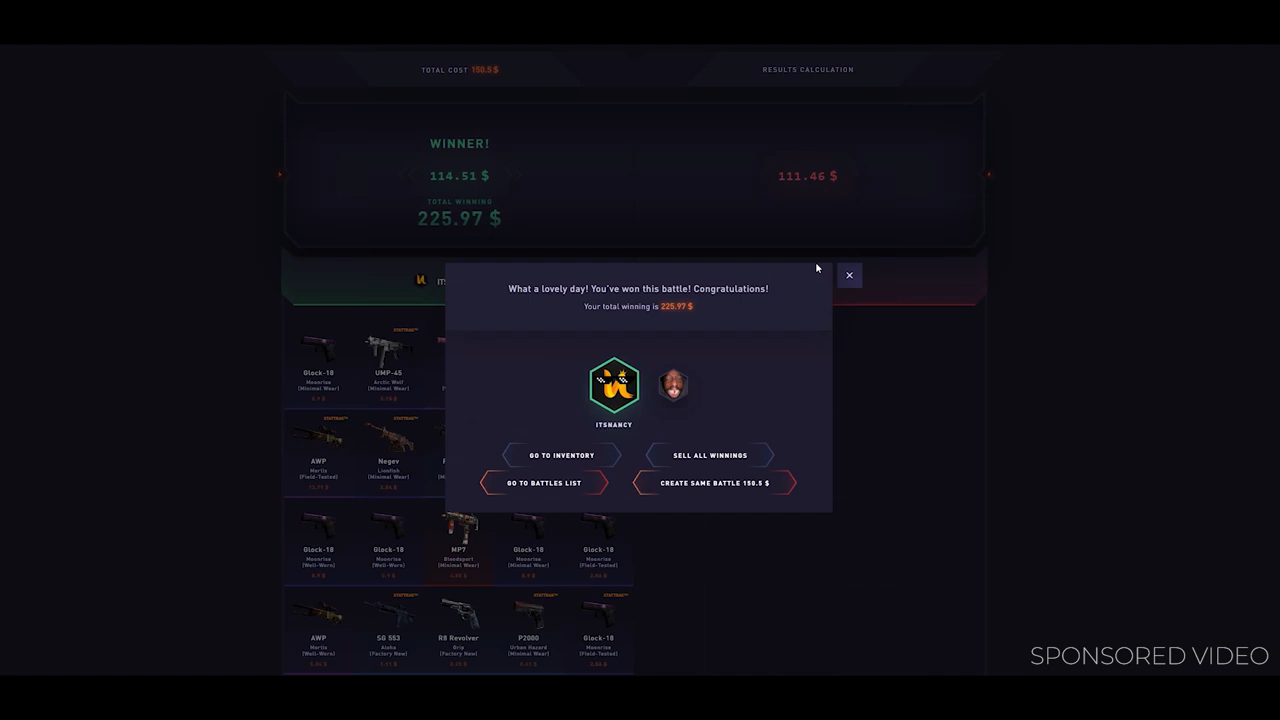 TOTAL COST 150.5 $
RESULTS CALCULATION
WINNER!
114.51 $
111.46 $
TOTAL WINNING
225.97 $
What a lovely day! You've won this battle! Congratulations!
Your total winning is 225.97 $
ITSNANCY
GO TO INVENTORY
SELL ALL WINNINGS
GO TO BATTLES LIST
CREATE SAME BATTLE 150.5 $
STATTRAK™
Glock-18
UMP-45
Moonrise
Arctic Wolf
(Minimal Wear)
(Minimal Wear)
STATTRAK™
STATTRAK™
AWP
Negev
Mortis
Lionfish
(Field-Tested)
(Minimal Wear)
Glock-18
Glock-18
MP7
Glock-18
Glock-18
Moonrise
Moonrise
Bloodsport
Moonrise
Moonrise
(Well-Worn)
(Well-Worn)
(Minimal Wear)
(Minimal Wear)
(Field-Tested)
STATTRAK™
STATTRAK™
STATTRAK™
AWP
SG 553
R8 Revolver
P2000
Glock-18
Mortis
Aloha
Grip
Urban Hazard
Moonrise
(Well-Worn)
(Factory New)
(Factory New)
(Minimal Wear)
(Field-Tested)
SPONSORED VIDEO